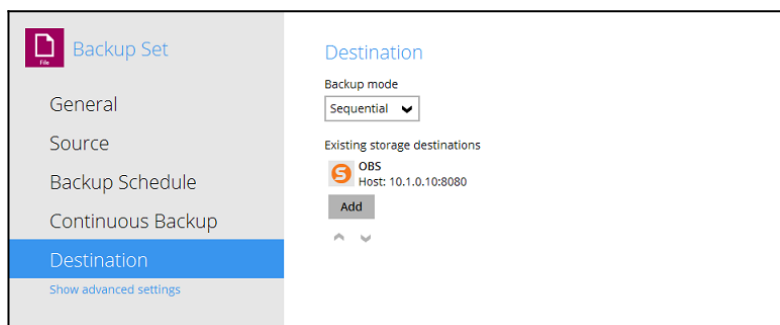 File
Backup Set
General
Source
Backup Schedule
Continuous Backup
Destination
Show advanced settings
Destination
Backup mode
Sequential
Existing storage destinations
OBS
Host: 10.1.0.10:8080
Add